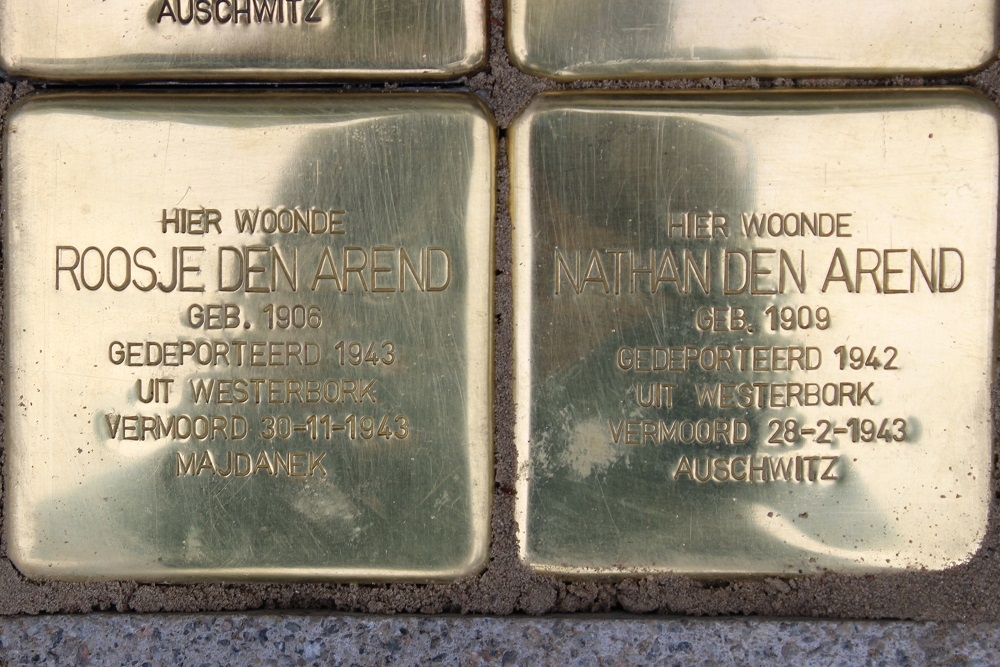 AUSCHWITZ
HIER WOONDE
ROOSJE DEN AREND
GEB. 1906
GEDEPORTEERD 1943
UIT WESTERBORK
VERMOORD 30-11-1943
MAJDANEK
HIER WOONDE
NATHAN DEN AREND
GEB. 1909
GEDEPORTEERD 1942
UIT WESTERBORK
VERMOORD 28-2-1943
AUSCHWITZ